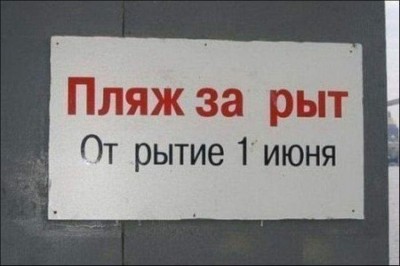 Пляж за рыт
От рытие 1 июня